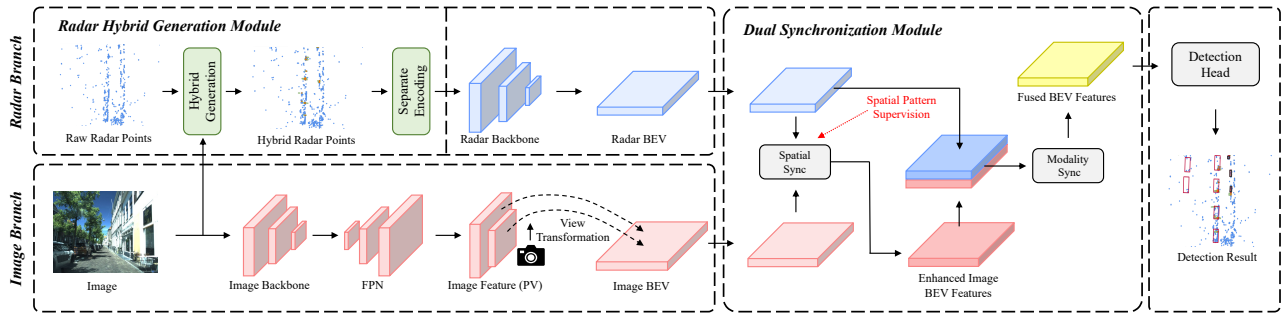 Radar Branch
Radar Hybrid Generation Module
Raw Radar Points
Hybrid
Generation
Hybrid Radar Points
Separate
Encoding
Radar Backbone
Radar BEV
Image Branch
Image
Image Backbone
FPN
Image Feature (PV)
View
Transformation
Image BEV
Dual Synchronization Module
Spatial Pattern
Supervision
Spatial
Sync
Modality
Sync
Fused BEV Features
Enhanced Image
BEV Features
Detection
Head
Detection Result